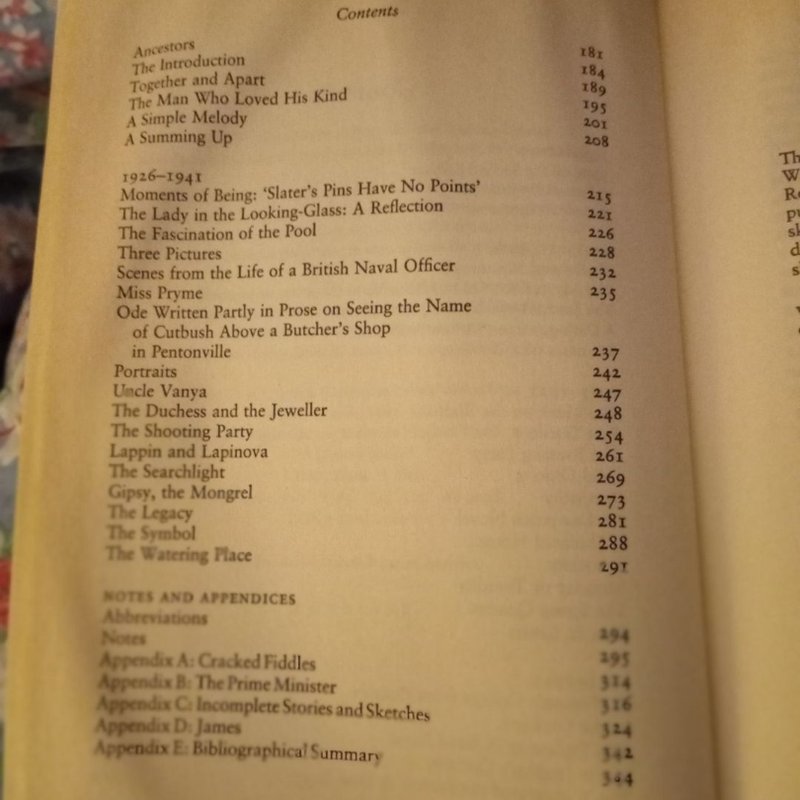 Contents
Ancestors 181
The Introduction 184
Together and Apart 189
The Man Who Loved His Kind 195
A Simple Melody 201
A Summing Up 208
1926–1941
Moments of Being: ‘Slater’s Pins Have No Points’ 215
The Lady in the Looking-Glass: A Reflection 221
The Fascination of the Pool 226
Three Pictures 228
Scenes from the Life of a British Naval Officer 232
Miss Pryme 235
Ode Written Partly in Prose on Seeing the Name
of Cutbush Above a Butcher’s Shop
in Pentonville 237
Portraits 242
Uncle Vanya 247
The Duchess and the Jeweller 248
The Shooting Party 254
Lappin and Lapinova 261
The Searchlight 269
Gipsy, the Mongrel 273
The Legacy 281
The Symbol 288
The Watering Place 291
NOTES AND APPENDICES
Abbreviations 294
Notes 295
Appendix A: Cracked Fiddles 314
Appendix B: The Prime Minister 316
Appendix C: Incomplete Stories and Sketches 324
Appendix D: James 342
Appendix E: Bibliographical Summary 344